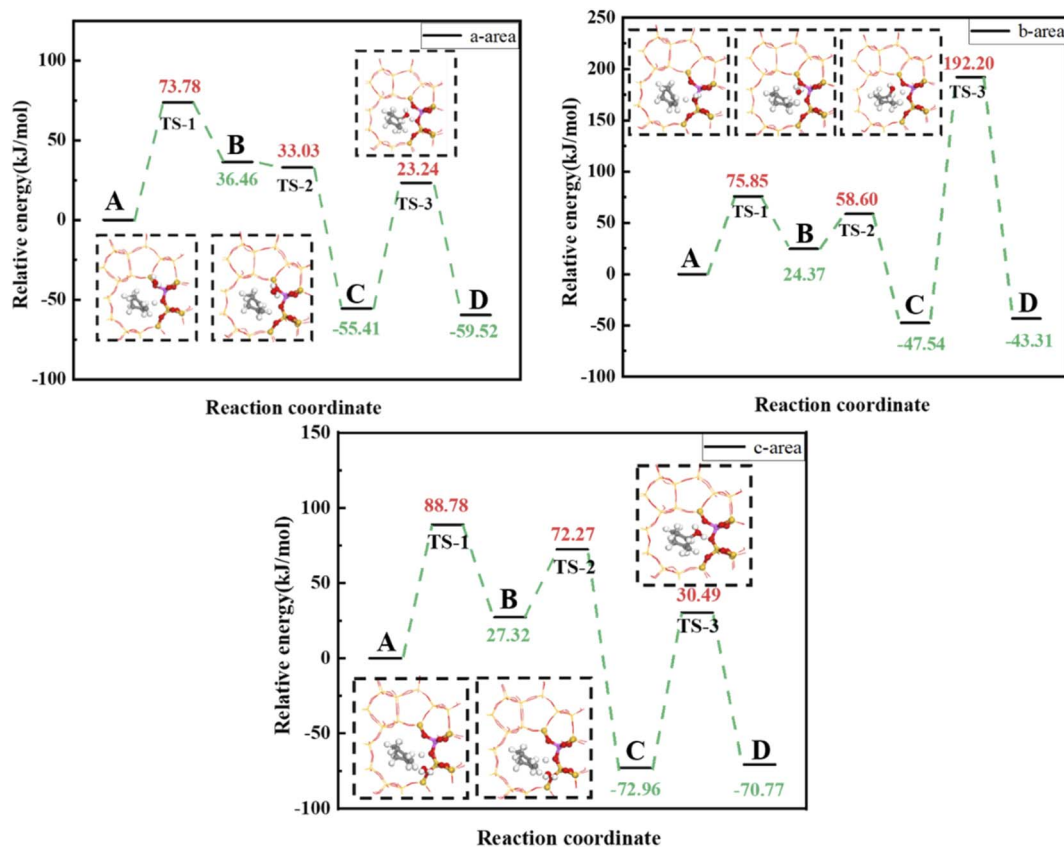 a-area
Relative energy(kJ/mol)
100
50
0
-50
-100
A
73.78
TS-1
B
36.46
33.03
TS-2
C
-55.41
23.24
TS-3
D
-59.52
Reaction coordinate
b-area
Relative energy(kJ/mol)
250
200
150
100
50
0
-50
-100
A
75.85
TS-1
B
24.37
58.60
TS-2
C
-47.54
192.20
TS-3
D
-43.31
Reaction coordinate
c-area
Relative energy(kJ/mol)
150
100
50
0
-50
-100
A
88.78
TS-1
B
27.32
72.27
TS-2
C
-72.96
30.49
TS-3
D
-70.77
Reaction coordinate